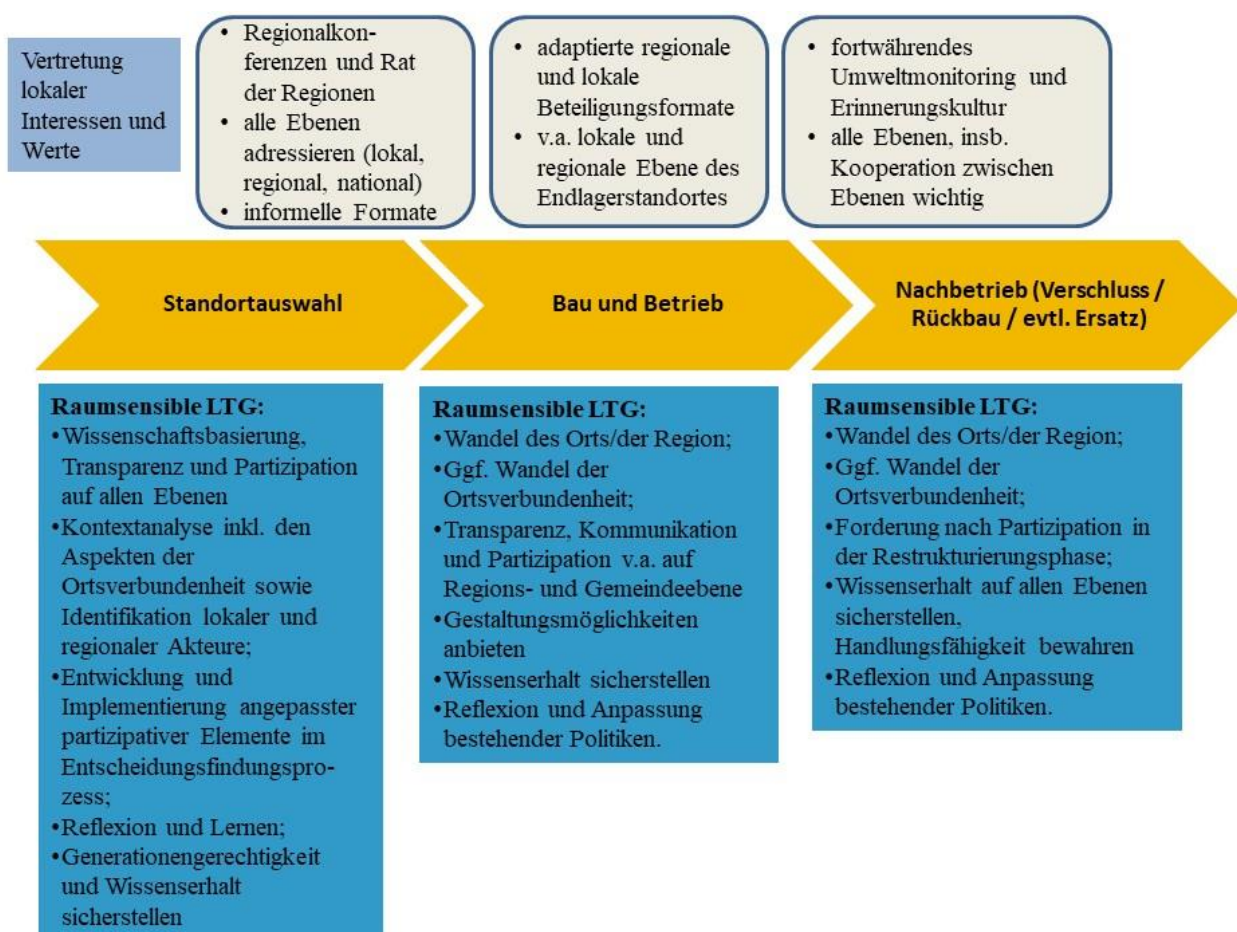 Vertretung
lokaler
Interessen und
Werte
• Regionalkon-
ferenzen und Rat
der Regionen
• alle Ebenen
adressieren (lokal,
regional, national)
• informelle Formate
• adaptierte regionale
und lokale
Beteiligungsformate
• v.a. lokale und
regionale Ebene des
Endlagerstandortes
• fortwährendes
Umweltmonitoring und
Erinnerungskultur
• alle Ebenen, insb.
Kooperation zwischen
Ebenen wichtig
Standortauswahl
Bau und Betrieb
Nachbetrieb (Verschluss /
Rückbau / evtl. Ersatz)
Raumsensible LTG:
•Wissenschaftsbasierung,
Transparenz und Partizipation
auf allen Ebenen
•Kontextanalyse inkl. den
Aspekten der
Ortsverbundenheit sowie
Identifikation lokaler und
regionaler Akteure;
•Entwicklung und
Implementierung angepasster
partizipativer Elemente im
Entscheidungsfindungspro-
zess;
•Reflexion und Lernen;
•Generationengerechtigkeit
und Wissenserhalt
sicherstellen
Raumsensible LTG:
•Wandel des Orts/der Region;
•Ggf. Wandel der
Ortsverbundenheit;
•Transparenz, Kommunikation
und Partizipation v.a. auf
Regions- und Gemeindeebene
•Gestaltungsmöglichkeiten
anbieten
•Wissenserhalt sicherstellen
•Reflexion und Anpassung
bestehender Politiken.
Raumsensible LTG:
•Wandel des Orts/der Region;
•Ggf. Wandel der
Ortsverbundenheit;
•Forderung nach Partizipation in
der Restrukturierungsphase;
•Wissenserhalt auf allen Ebenen
sicherstellen,
Handlungsfähigkeit bewahren
•Reflexion und Anpassung
bestehender Politiken.